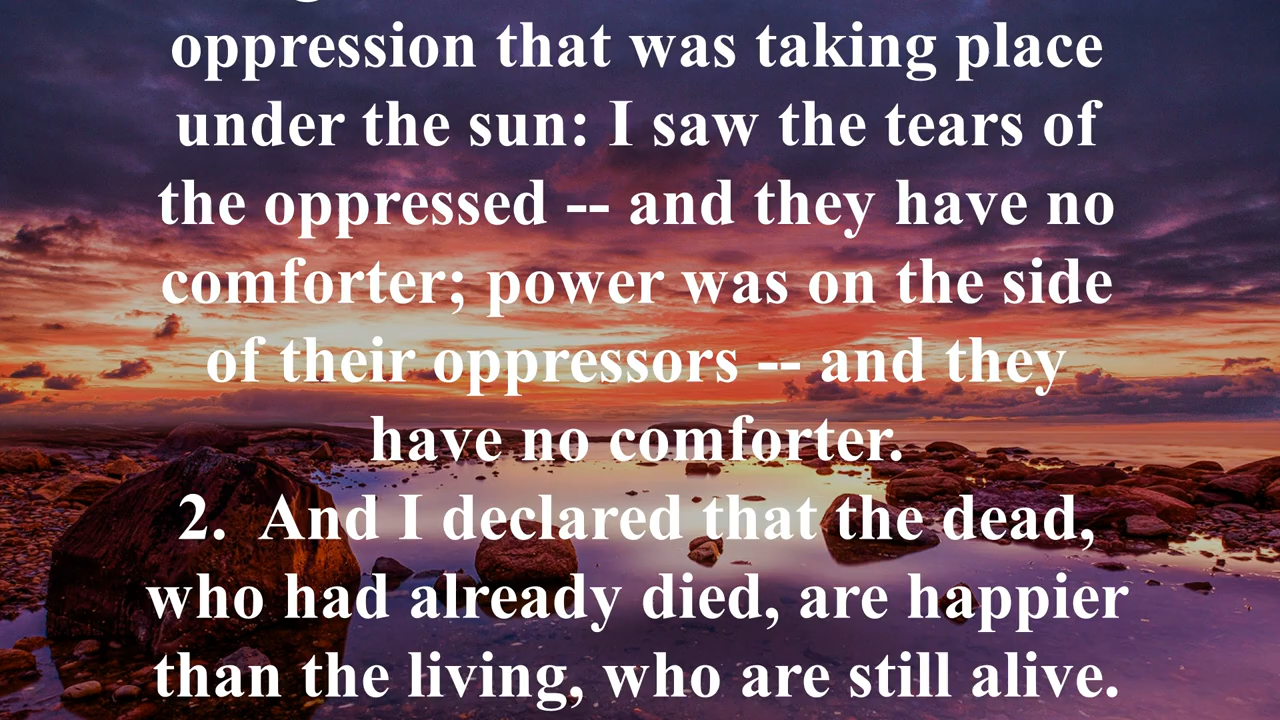 oppression that was taking place
under the sun: I saw the tears of
the oppressed -- and they have no
comforter; power was on the side
of their oppressors -- and they
have no comforter.
2. And I declared that the dead,
who had already died, are happier
than the living, who are still alive.